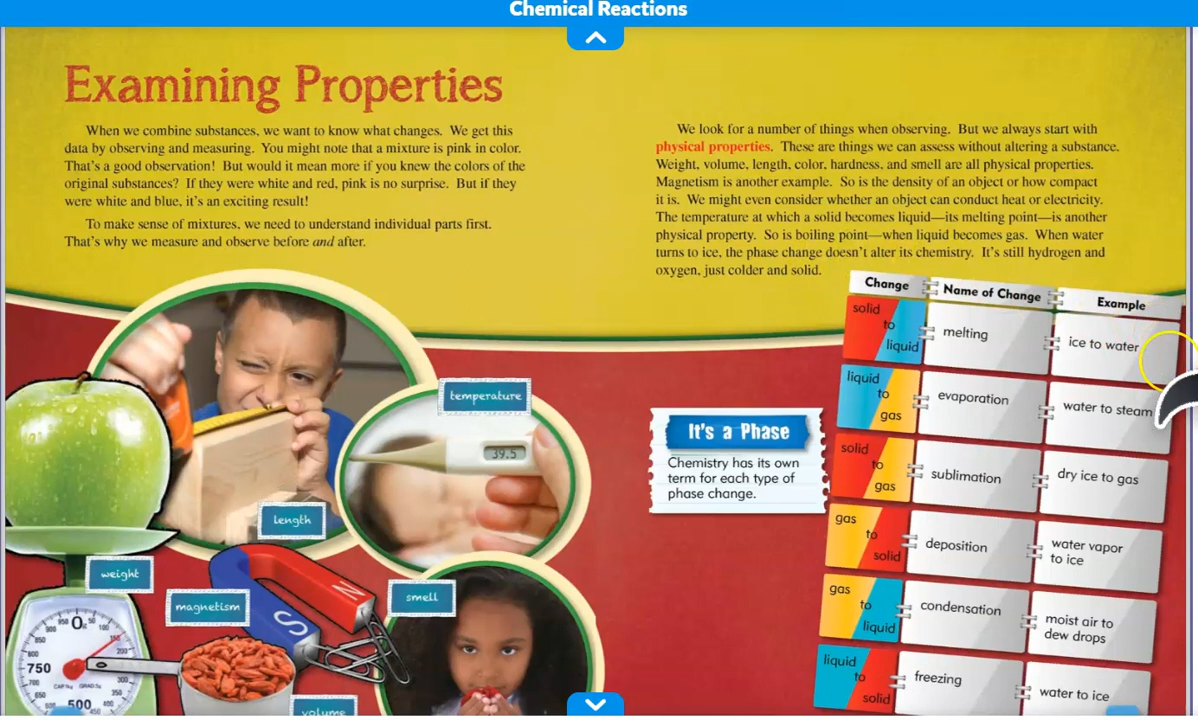 Chemical Reactions
Examining Properties
When we combine substances, we want to know what changes. We get this
data by observing and measuring. You might note that a mixture is pink in color.
That's a good observation! But would it mean more if you knew the colors of the
original substances? If they were white and red, pink is no surprise. But if they
were white and blue, it's an exciting result!
To make sense of mixtures, we need to understand individual parts first.
That's why we measure and observe before and after.
We look for a number of things when observing. But we always start with
physical properties. These are things we can assess without altering a substance.
Weight, volume, length, color, hardness, and smell are all physical properties.
Magnetism is another example. So is the density of an object or how compact
it is. We might even consider whether an object can conduct heat or electricity.
The temperature at which a solid becomes liquid—its melting point—is another
physical property. So is boiling point—when liquid becomes gas. When water
turns to ice, the phase change doesn't alter its chemistry. It's still hydrogen and
oxygen, just colder and solid.
temperature
39.5
length
weight
magnetism
smell
volume
N
S
750
500
It's a Phase
Chemistry has its own
term for each type of
phase change.
Change Name of Change Example
solid to liquid melting ice to water
liquid to gas evaporation water to steam
solid to gas sublimation dry ice to gas
gas to solid deposition water vapor to ice
gas to liquid condensation moist air to dew drops
liquid to solid freezing water to ice